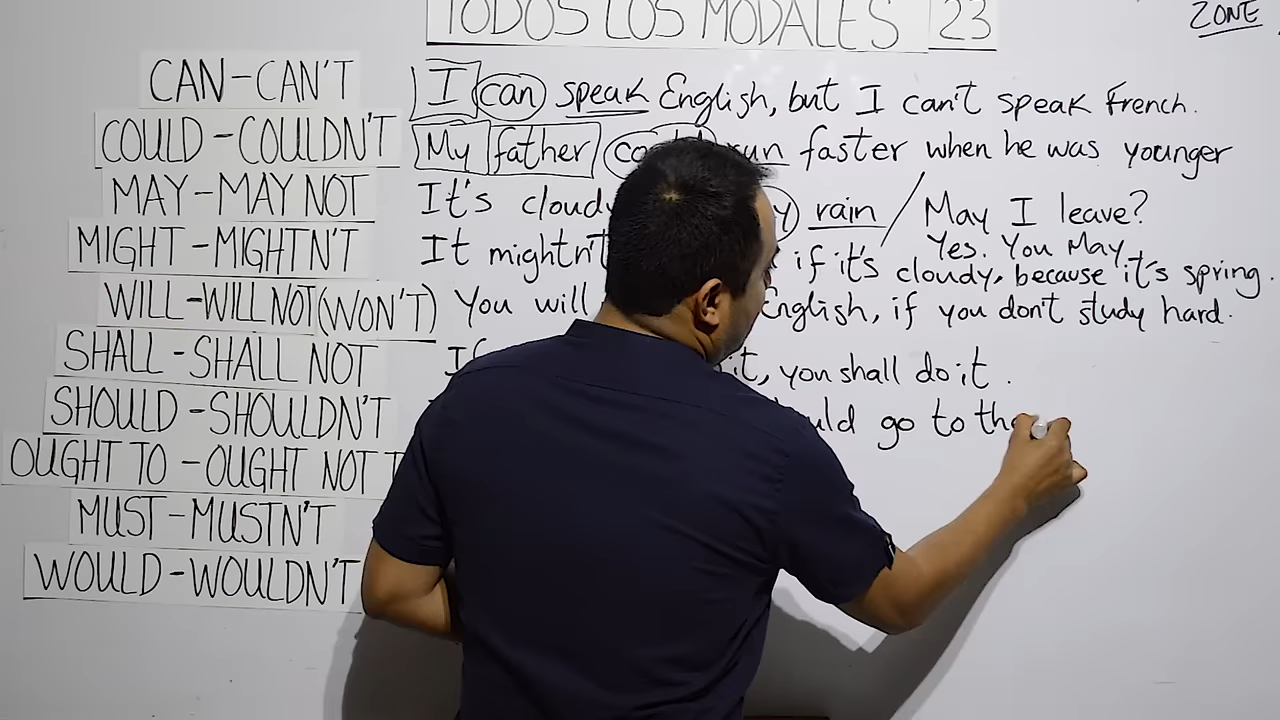 TODOS LOS MODALES 23
ZONE
CAN-CAN'T I can speak English, but I can't speak French.
COULD-COULDN'T My father run faster when he was younger
MAY-MAY NOT It's cloudy rain / May I leave?
Yes. You May.
MIGHT-MIGHTN'T It mightn't if it's cloudy, because it's spring.
WILL-WILL NOT(WON'T) You will English, if you don't study hard.
SHALL-SHALL NOT If it, you shall do it.
SHOULD-SHOULDN'T go to the
OUGHT TO-OUGHT NOT
MUST-MUSTN'T
WOULD-WOULDN'T